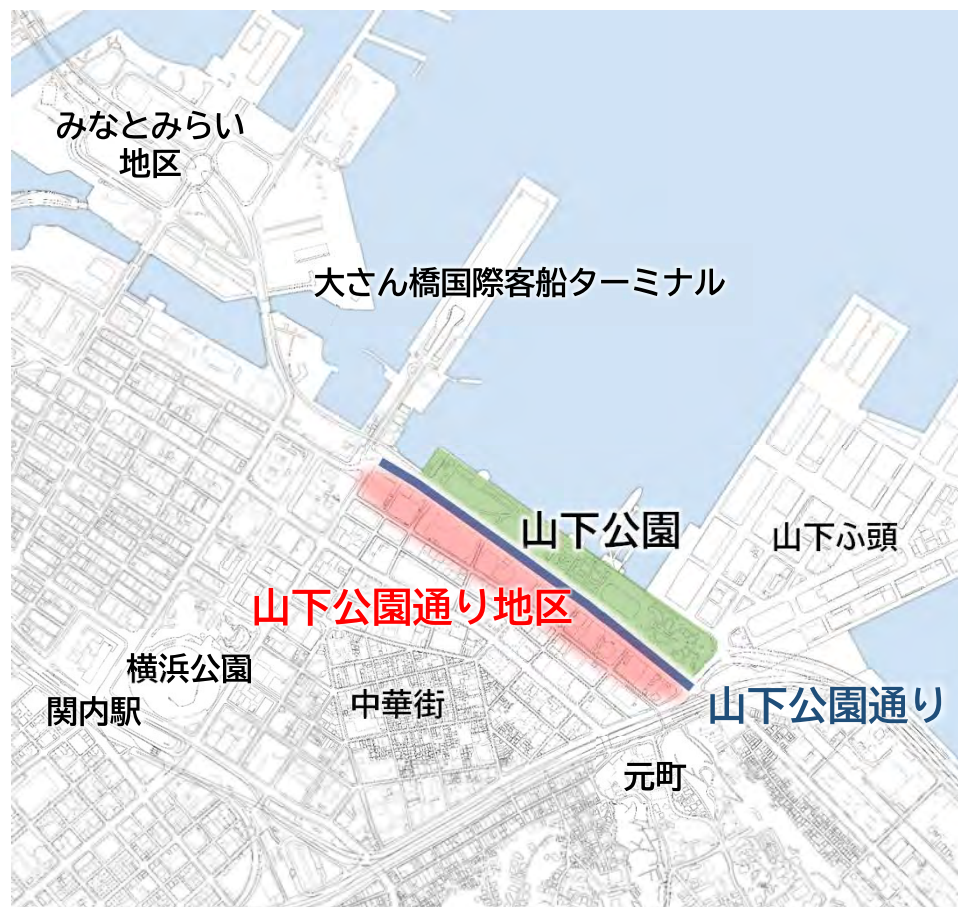 みなとみらい
地区
大さん橋国際客船ターミナル
山下公園
山下ふ頭
山下公園通り地区
横浜公園
関内駅
中華街
山下公園通り
元町